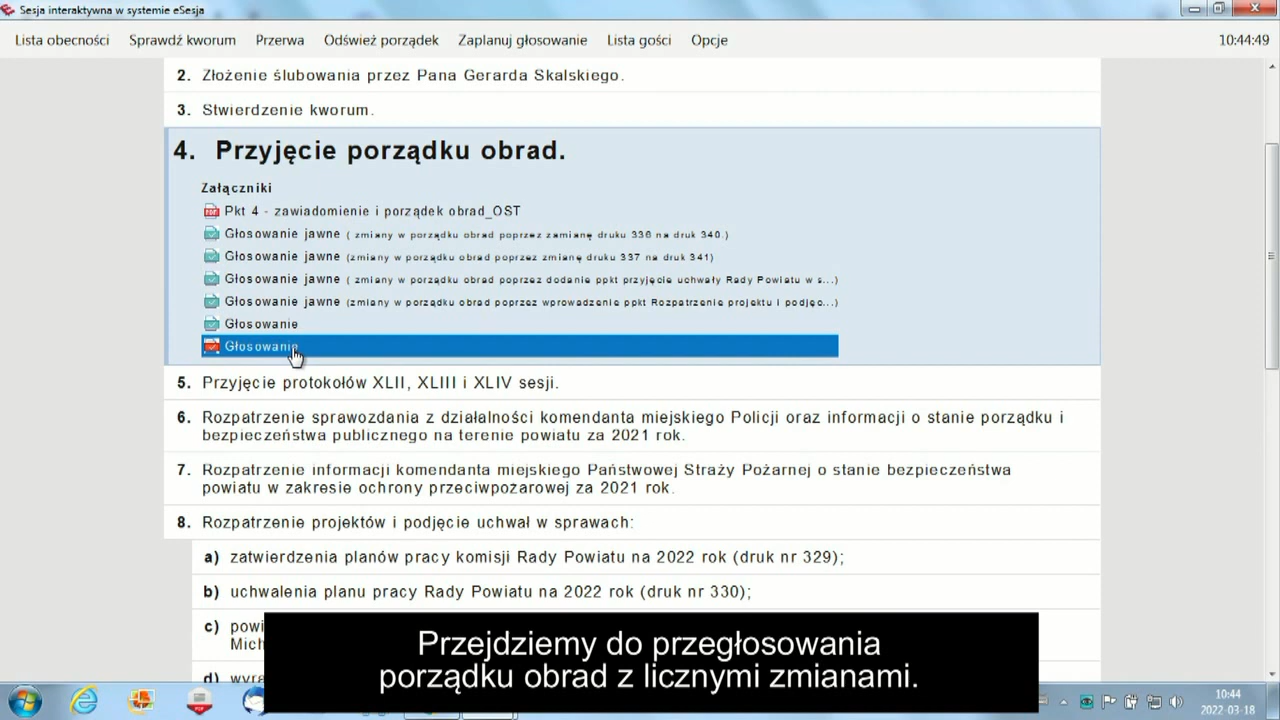 Sesja interaktywna w systemie eSesja
Lista obecności Sprawdź kworum Przerwa Odśwież porządek Zaplanuj głosowanie Lista gości Opcje 10:44:49
2. Złożenie ślubowania przez Pana Gerarda Skalskiego.
3. Stwierdzenie kworum.
4. Przyjęcie porządku obrad.
Załączniki
Pkt 4 - zawiadomienie i porządek obrad_OST
Głosowanie jawne ( zmiany w porządku obrad poprzez zamianę druku 336 na druk 340.)
Głosowanie jawne (zmiany w porządku obrad poprzez zmianę druku 337 na druk 341)
Głosowanie jawne ( zmiany w porządku obrad poprzez dodanie ppkt przyjęcie uchwały Rady Powiatu w s...)
Głosowanie jawne (zmiany w porządku obrad poprzez wprowadzenie ppkt Rozpatrzenie projektu i podjęc...)
Głosowanie
Głosowanie
5. Przyjęcie protokołów XLII, XLIII i XLIV sesji.
6. Rozpatrzenie sprawozdania z działalności komendanta miejskiego Policji oraz informacji o stanie porządku i
bezpieczeństwa publicznego na terenie powiatu za 2021 rok.
7. Rozpatrzenie informacji komendanta miejskiego Państwowej Straży Pożarnej o stanie bezpieczeństwa
powiatu w zakresie ochrony przeciwpożarowej za 2021 rok.
8. Rozpatrzenie projektów i podjęcie uchwał w sprawach:
a) zatwierdzenia planów pracy komisji Rady Powiatu na 2022 rok (druk nr 329);
b) uchwalenia planu pracy Rady Powiatu na 2022 rok (druk nr 330);
c) powi
Mich
d) wyra
Przejdziemy do przegłosowania
porządku obrad z licznymi zmianami.
10:44
2022-03-18